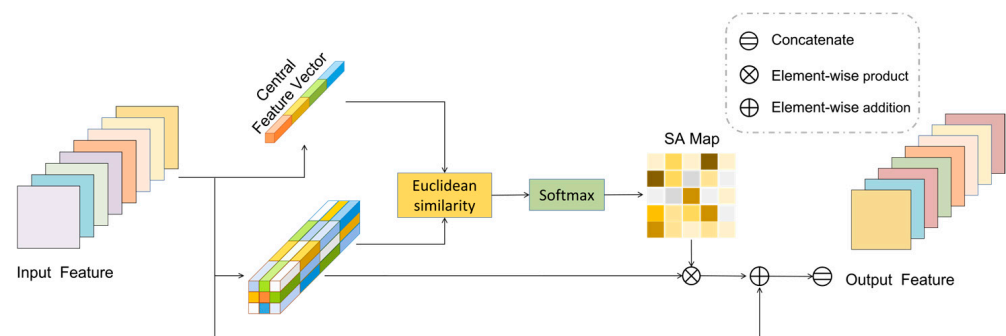 Concatenate
Element-wise product
Element-wise addition
Central
Feature Vector
SA Map
Euclidean
similarity
Softmax
Input Feature
Output Feature